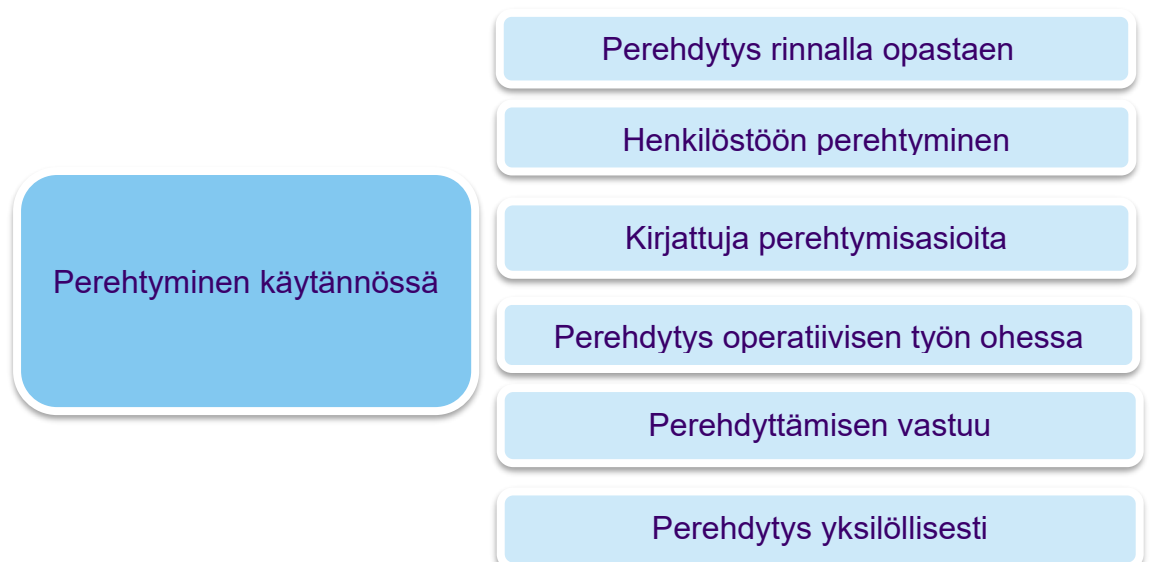 Perehdytys rinnalla opastaen
Henkilöstöön perehtyminen
Kirjattuja perehtymisasioita
Perehtyminen käytännössä
Perehdytys operatiivisen työn ohessa
Perehdyttämisen vastuu
Perehdytys yksilöllisesti